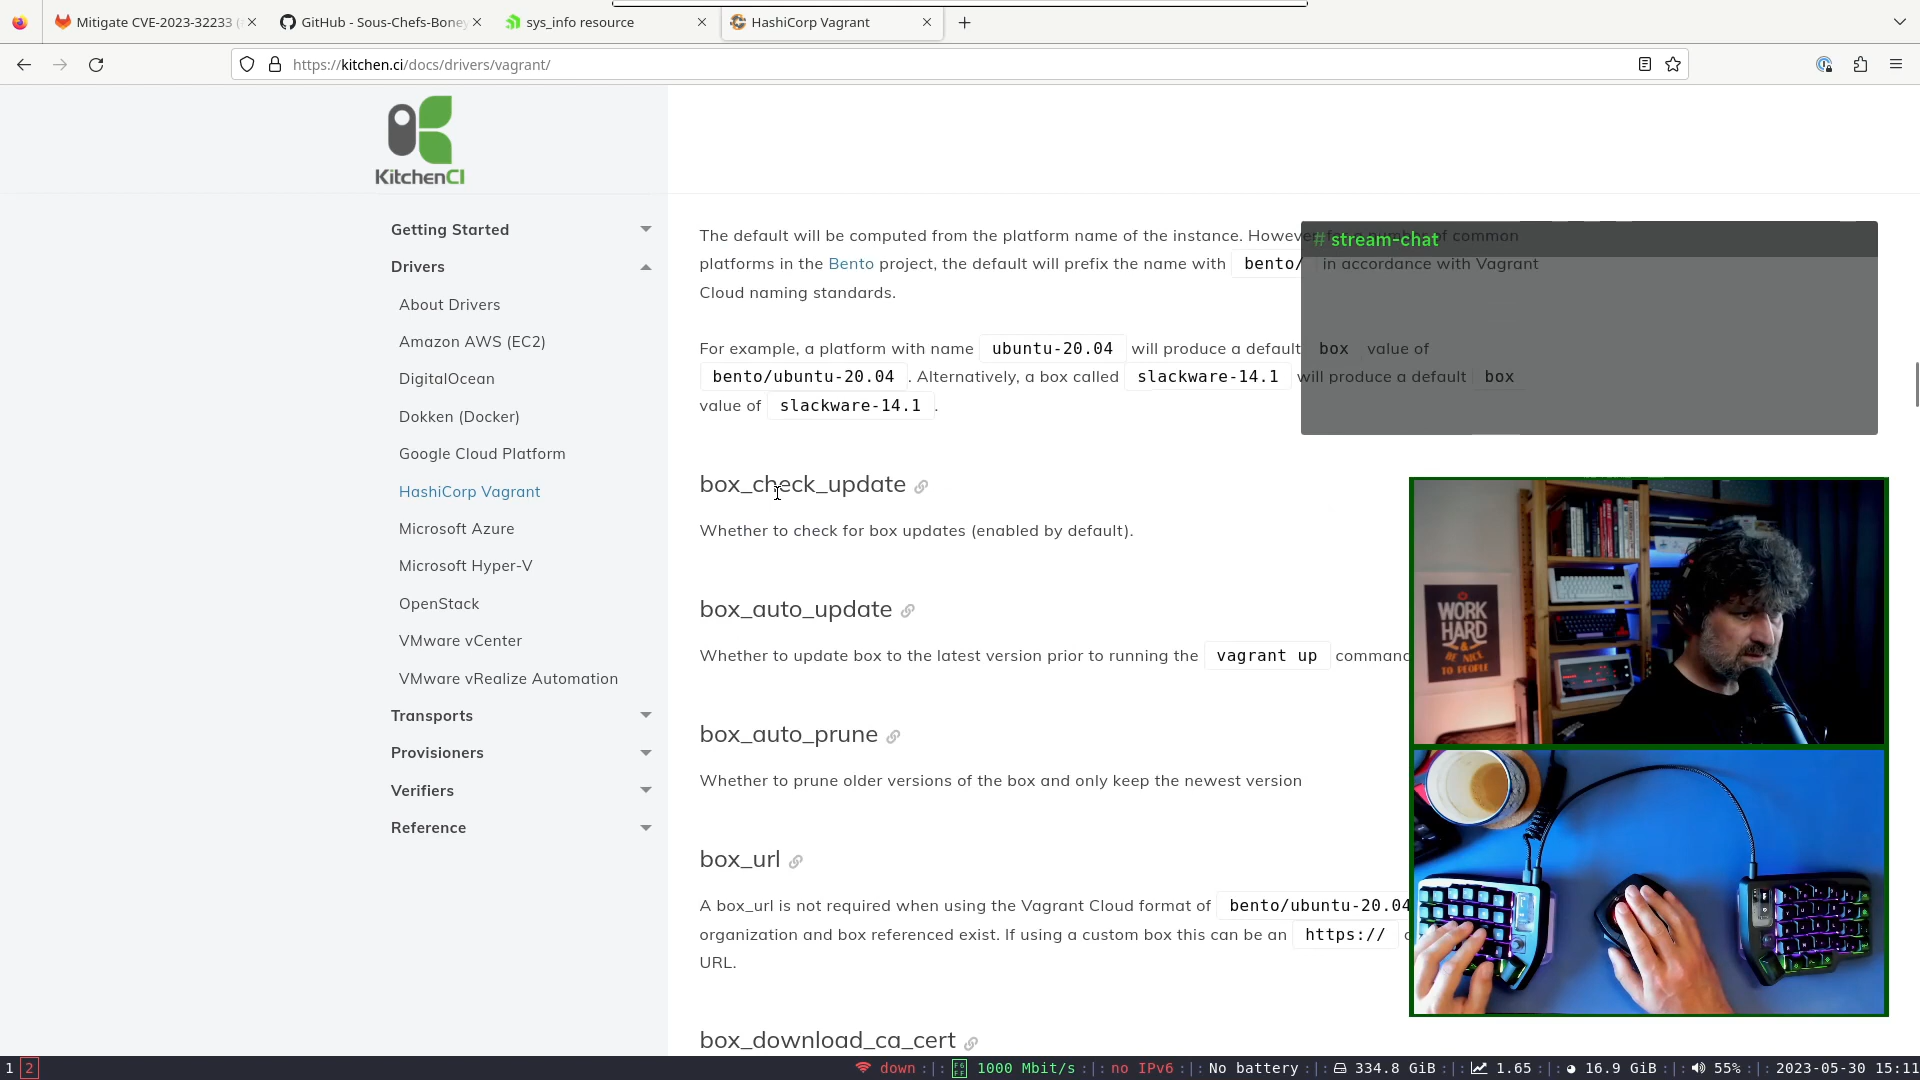 Mitigate CVE-2023-32233 (
GitHub - Sous-Chefs-Boney
sys_info resource
HashiCorp Vagrant
https://kitchen.ci/docs/drivers/vagrant/
KitchenCI
Getting Started
Drivers
About Drivers
Amazon AWS (EC2)
DigitalOcean
Dokken (Docker)
Google Cloud Platform
HashiCorp Vagrant
Microsoft Azure
Microsoft Hyper-V
OpenStack
VMware vCenter
VMware vRealize Automation
Transports
Provisioners
Verifiers
Reference
The default will be computed from the platform name of the instance. However, for a number of common
platforms in the Bento project, the default will prefix the name with bento/ in accordance with Vagrant
Cloud naming standards.
For example, a platform with name ubuntu-20.04 will produce a default box value of
bento/ubuntu-20.04 . Alternatively, a box called slackware-14.1 will produce a default box
value of slackware-14.1 .
# stream-chat
box_check_update
Whether to check for box updates (enabled by default).
box_auto_update
Whether to update box to the latest version prior to running the vagrant up command
box_auto_prune
Whether to prune older versions of the box and only keep the newest version
box_url
A box_url is not required when using the Vagrant Cloud format of bento/ubuntu-20.04
organization and box referenced exist. If using a custom box this can be an https://
URL.
box_download_ca_cert
WORK
HARD
&
BE NICE
TO PEOPLE
1 2
down :|: 1000 Mbit/s :|: no IPv6 :|: No battery :|: 334.8 GiB :|: 1.65 :|: 16.9 GiB :|: 55% :|: 2023-05-30 15:11